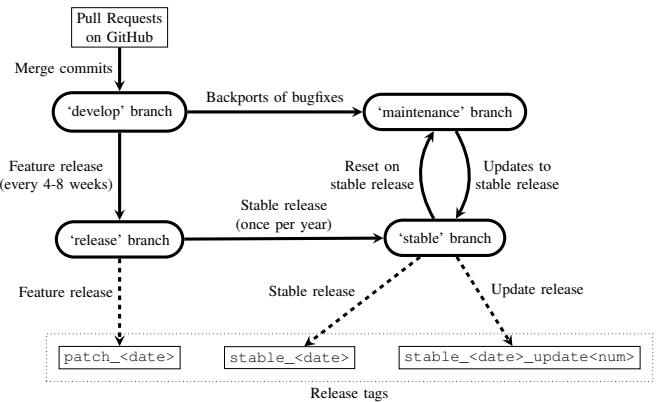 Pull Requests
on GitHub
Merge commits
‘develop’ branch
Backports of bugfixes
‘maintenance’ branch
Feature release
(every 4-8 weeks)
Reset on
stable release
Updates to
stable release
Stable release
(once per year)
‘release’ branch
‘stable’ branch
Feature release
Stable release
Update release
patch_<date>
stable_<date>
stable_<date>_update<num>
Release tags